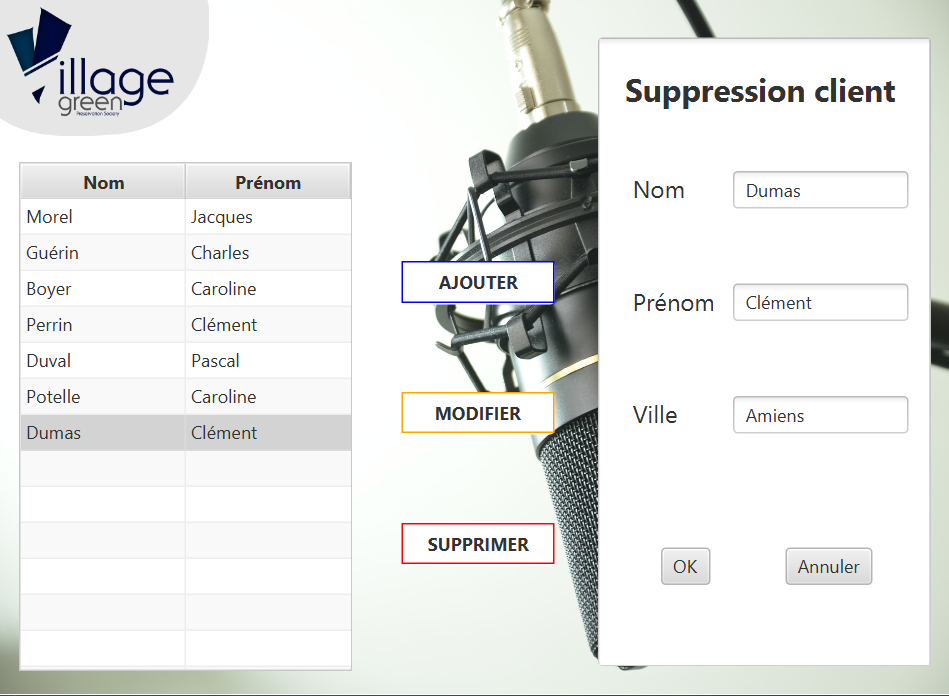 illage
green
Preservation Society
Nom Prénom
Morel Jacques
Guérin Charles
Boyer Caroline
Perrin Clément
Duval Pascal
Potelle Caroline
Dumas Clément
AJOUTER
MODIFIER
SUPPRIMER
Suppression client
Nom Dumas
Prénom Clément
Ville Amiens
OK Annuler